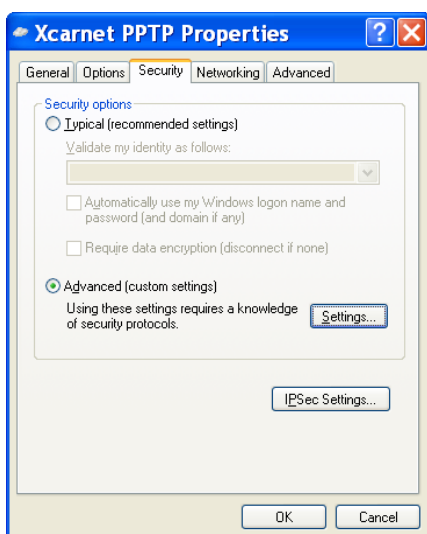 Xcarnet PPTP Properties
General Options Security Networking Advanced
Security options
Typical (recommended settings)
Validate my identity as follows:
Automatically use my Windows logon name and
password (and domain if any)
Require data encryption (disconnect if none)
Advanced (custom settings)
Using these settings requires a knowledge
of security protocols.
Settings...
IPSec Settings...
OK Cancel